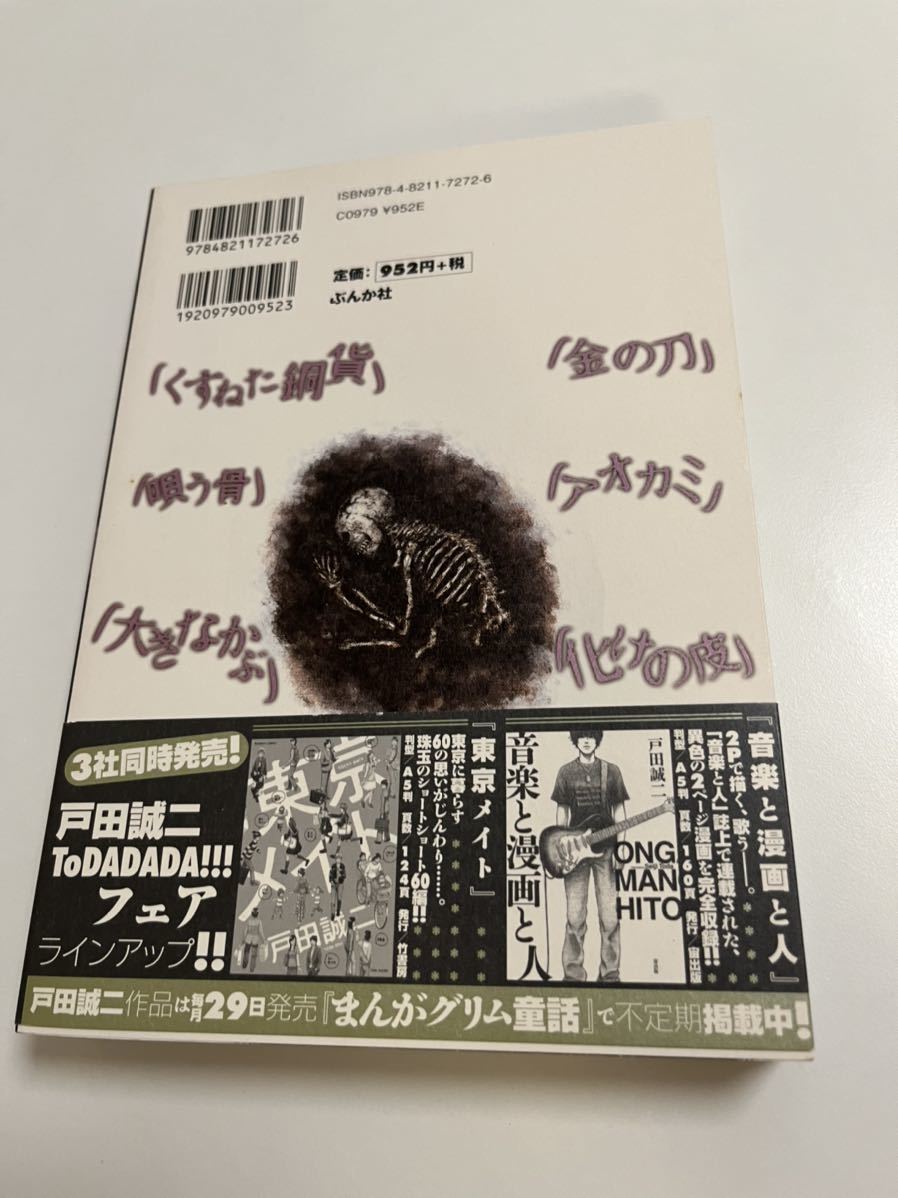 ISBN978-4-8211-7272-6
C0979 ¥952E
9784821172726
定価: 952円+税
ぶんか社
1920979009523
「金の刀」
「くすねた銅貨」
「アオカミ」
「唄う骨」
「化けの皮」
「大きなか
ぶ」
3社同時発売!
戸田誠二
ToDADADA!!!
フェア
ラインアップ!!
『音楽と漫画と人』
2Pで描く、歌う――。
「音楽と人」誌上で連載された、
異色の2ページ漫画を完全収録!!
判型/A5判 頁数/160頁 発行/宙出版
戸田誠二
音楽と漫画と人
ONG
MAN
HITO
宙出版
『東京メイト』
東京に暮らす
60の思いがじんわり……。
珠玉のショートショート60編!!
判型/A5判 頁数/124頁 発行/竹書房
東京
メイト
戸田誠二
戸田誠二作品は毎月29日発売『まんがグリム童話』で不定期掲載中!